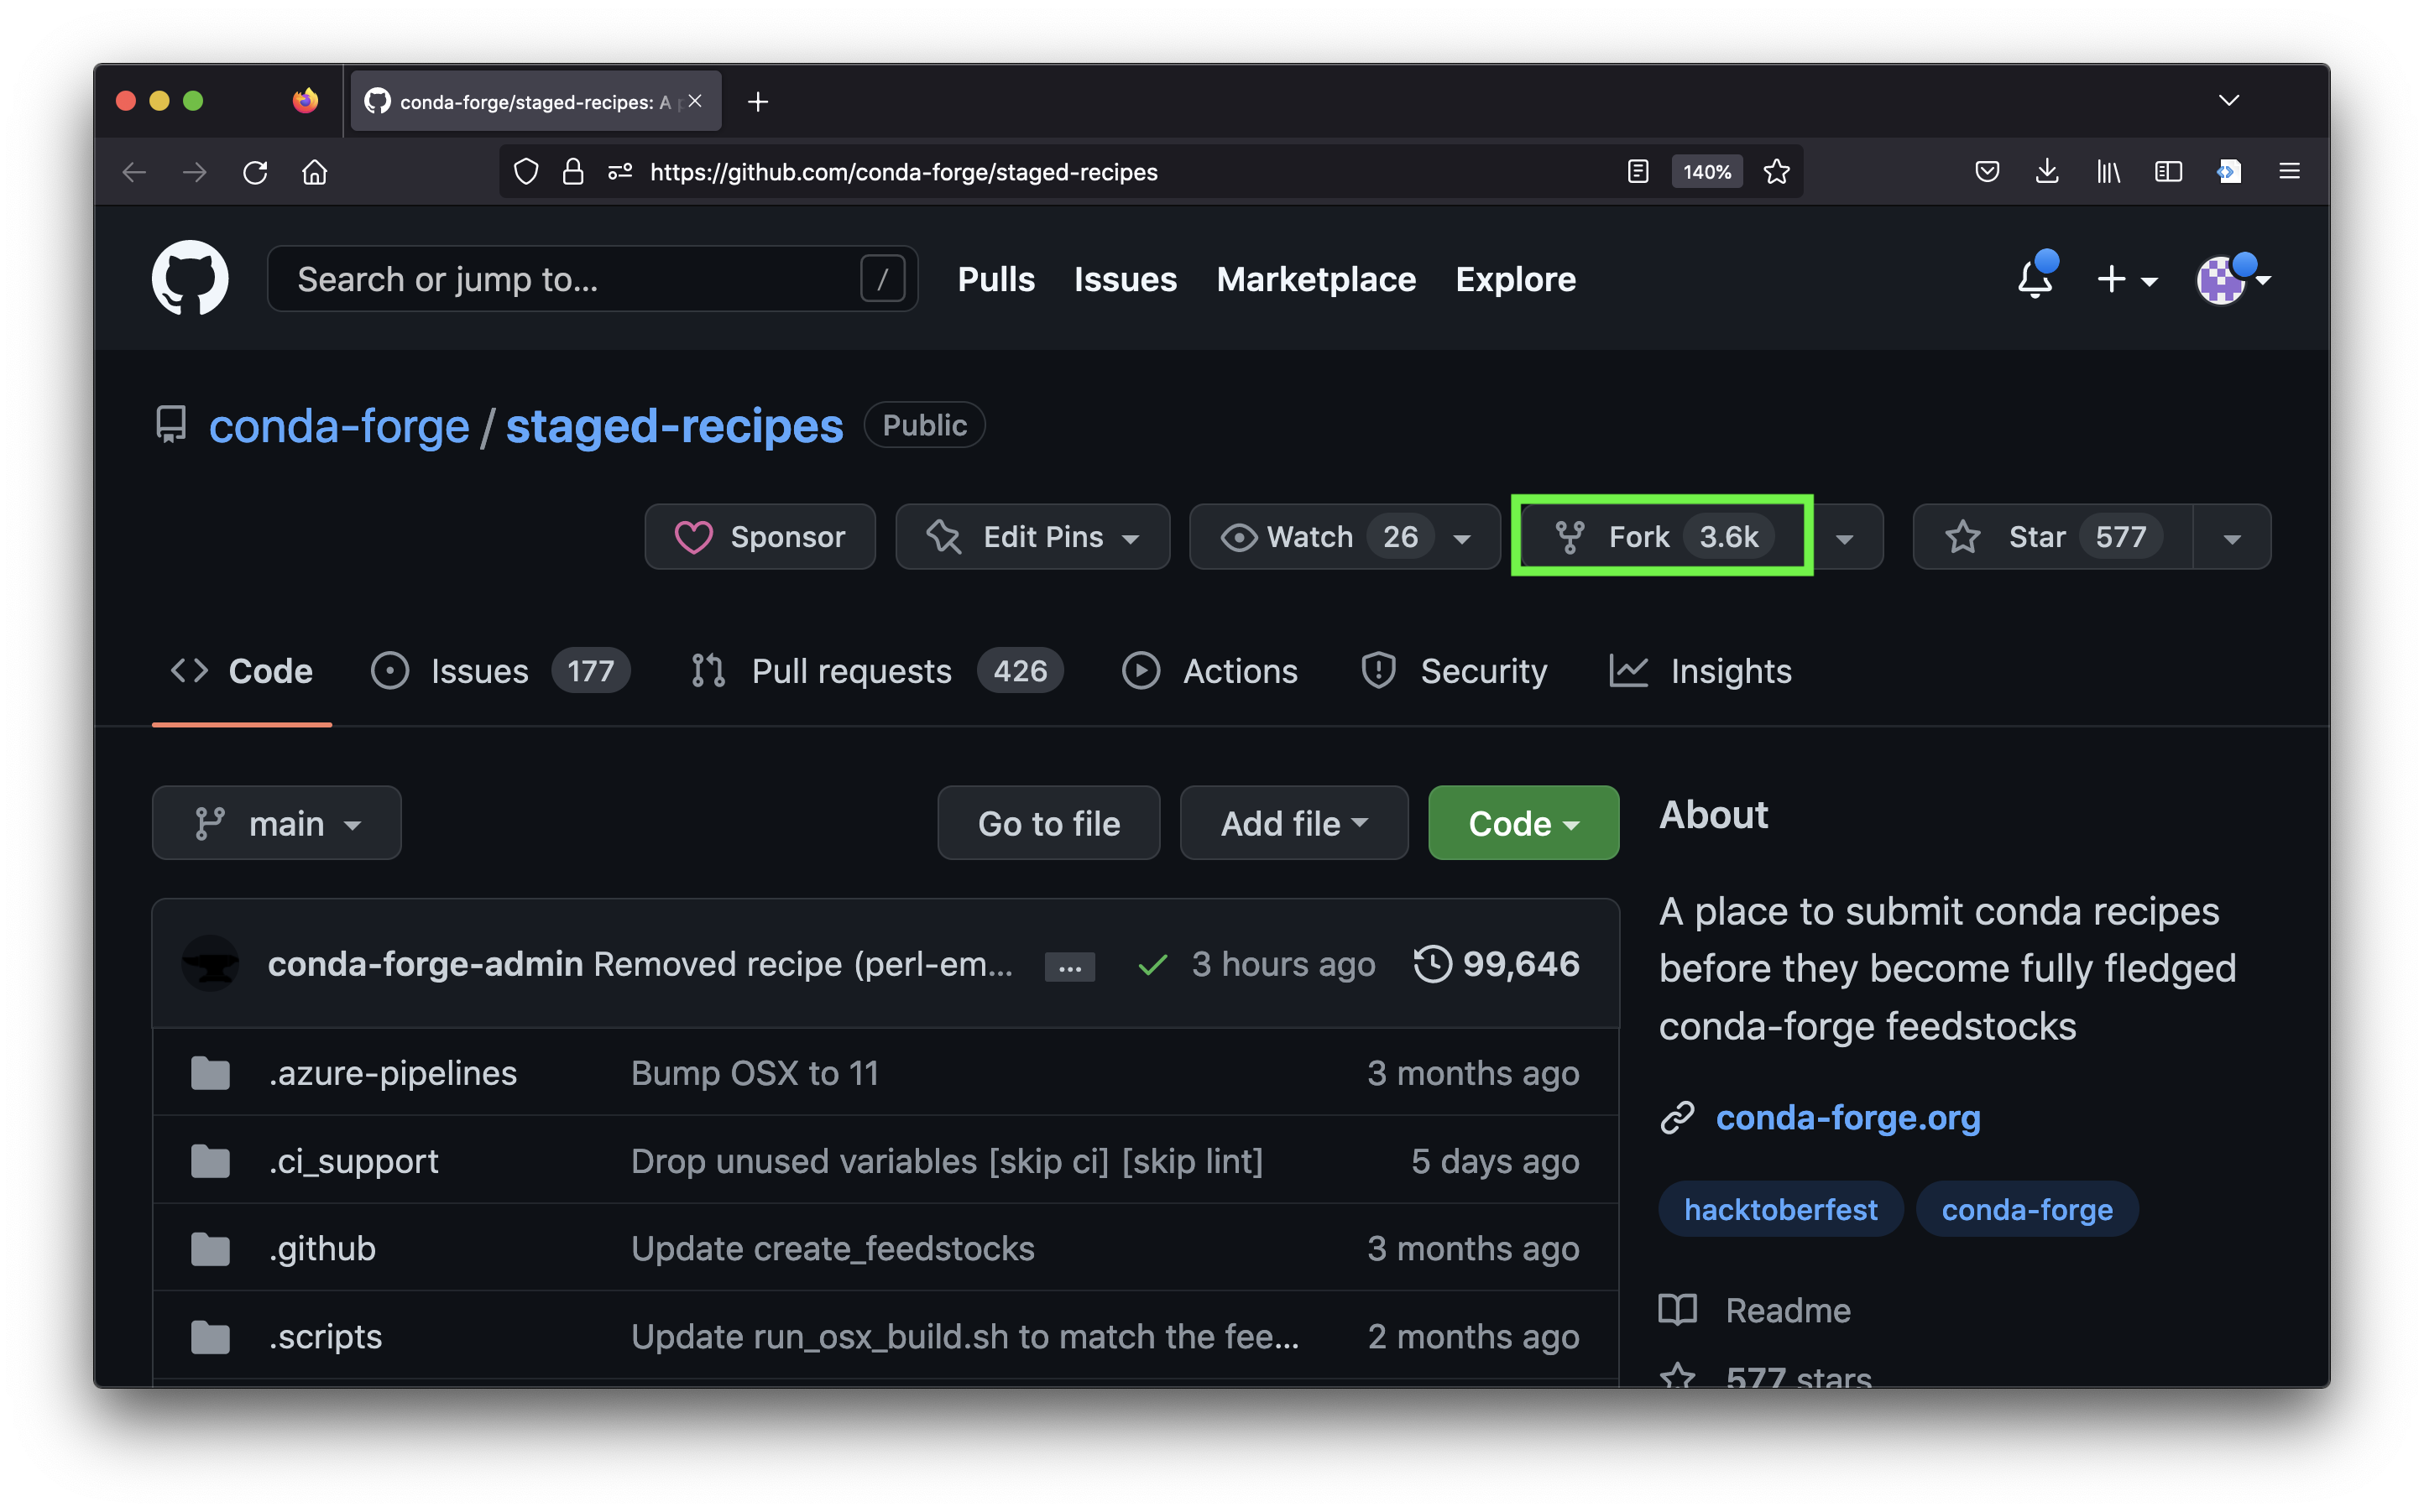 conda-forge/staged-recipes: A
https://github.com/conda-forge/staged-recipes 140%
Search or jump to... / Pulls Issues Marketplace Explore
conda-forge / staged-recipes Public
Sponsor Edit Pins Watch 26 Fork 3.6k Star 577
Code Issues 177 Pull requests 426 Actions Security Insights
main Go to file Add file Code
conda-forge-admin Removed recipe (perl-em... ... 3 hours ago 99,646
.azure-pipelines Bump OSX to 11 3 months ago
.ci_support Drop unused variables [skip ci] [skip lint] 5 days ago
.github Update create_feedstocks 3 months ago
.scripts Update run_osx_build.sh to match the fee... 2 months ago
About
A place to submit conda recipes
before they become fully fledged
conda-forge feedstocks
conda-forge.org
hacktoberfest conda-forge
Readme
577 stars